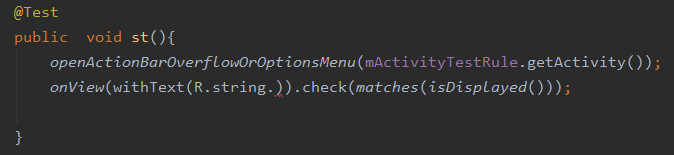 @Test
public  void st(){
openActionBarOverflowOrOptionsMenu(mActivityTestRule.getActivity());
onView(withText(R.string.)).check(matches(isDisplayed()));
}